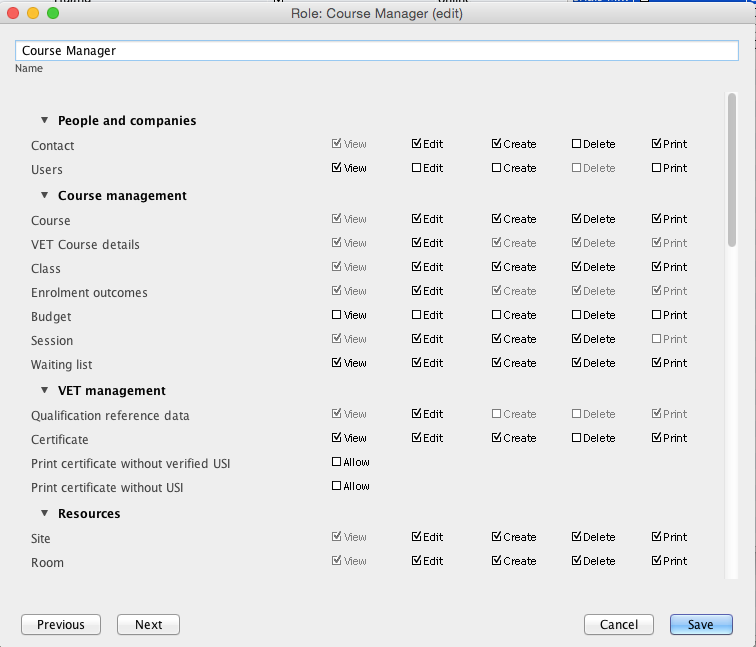 Role: Course Manager (edit)
Course Manager
Name
People and companies
Contact View Edit Create Delete Print
Users View Edit Create Delete Print
Course management
Course View Edit Create Delete Print
VET Course details View Edit Create Delete Print
Class View Edit Create Delete Print
Enrolment outcomes View Edit Create Delete Print
Budget View Edit Create Delete Print
Session View Edit Create Delete Print
Waiting list View Edit Create Delete Print
VET management
Qualification reference data View Edit Create Delete Print
Certificate View Edit Create Delete Print
Print certificate without verified USI Allow
Print certificate without USI Allow
Resources
Site View Edit Create Delete Print
Room View Edit Create Delete Print
Previous Next Cancel Save